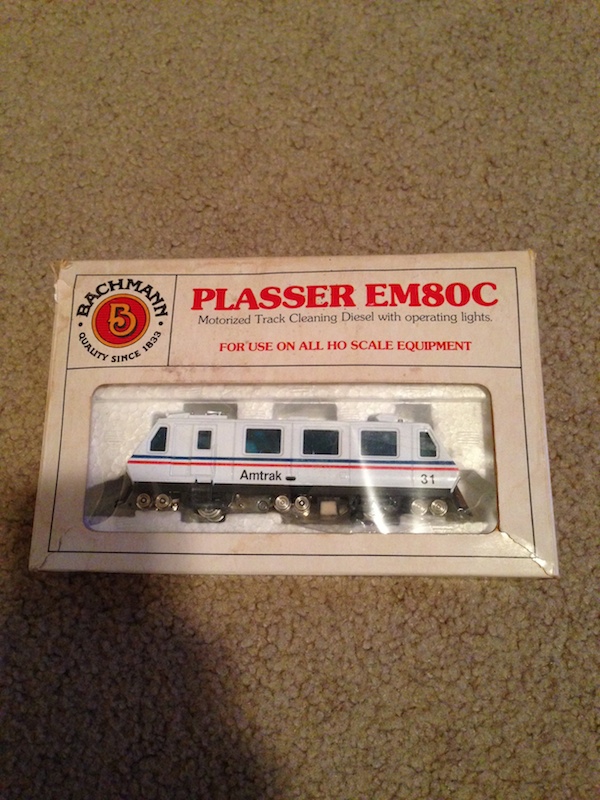 BACHMANN
B
QUALITY SINCE 1833
PLASSER EM80C
Motorized Track Cleaning Diesel with operating lights.
FOR USE ON ALL HO SCALE EQUIPMENT
Amtrak
31